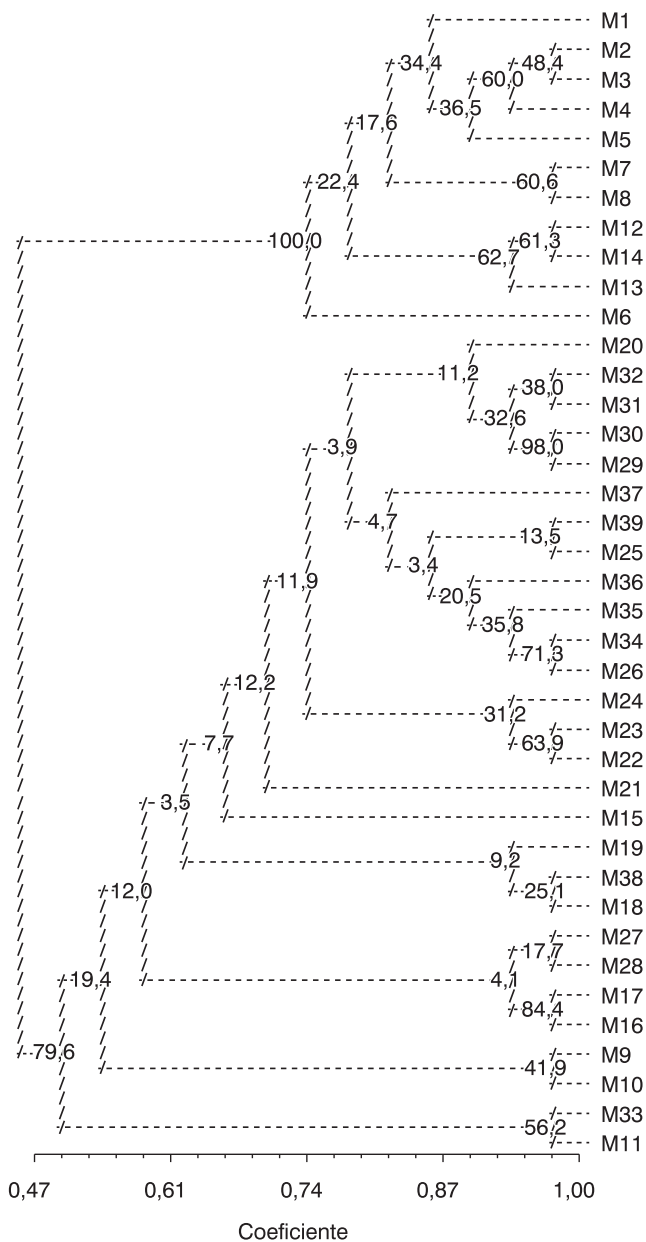 M1
34,4 48,4 M2
60,0 M3
36,5 M4
17,6 M5
M7
22,4 60,6 M8
M12
100,0 61,3 M14
62,7 M13
M6
M20
11,2 38,0 M32
32,6 M31
3,9 98,0 M30
M29
M37
4,7 13,5 M39
3,4 M25
11,9 20,5 M36
35,8 M35
71,3 M34
M26
12,2 31,2 M24
63,9 M23
7,7 M22
M21
3,5 M15
9,2 M19
12,0 25,1 M38
M18
17,7 M27
19,4 4,1 M28
84,4 M17
M16
79,6 41,9 M9
M10
56,2 M33
M11
0,47 0,61 0,74 0,87 1,00
Coeficiente